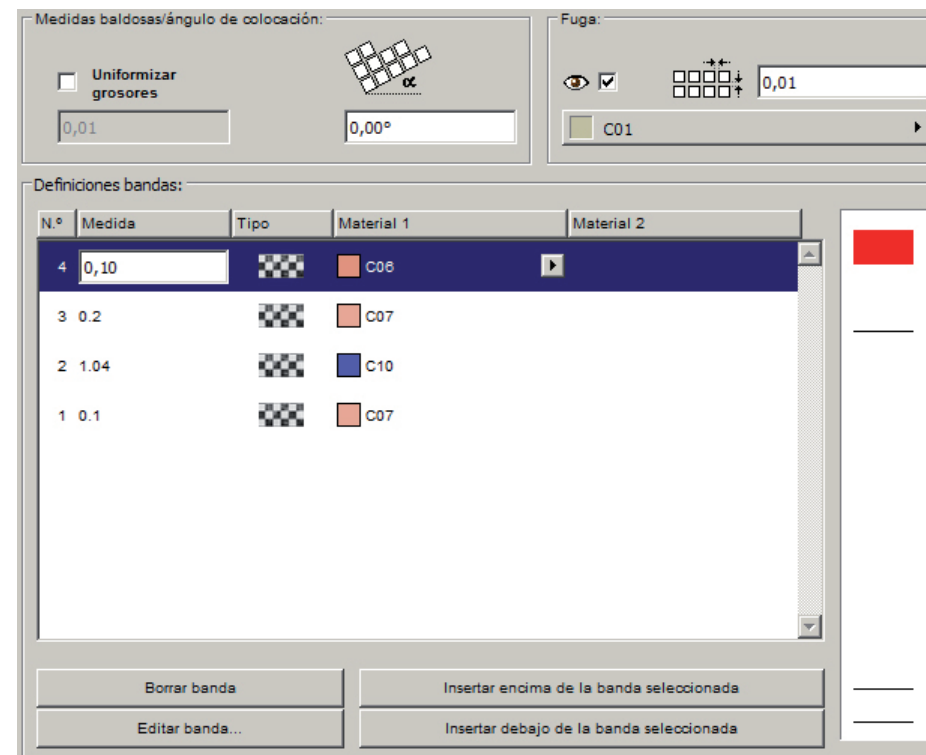 Medidas baldosas/ángulo de colocación:
Uniformizar
grosores
0,01
α
0,00°
Fuga:
0,01
C01
Definiciones bandas:
N.º Medida Tipo Material 1 Material 2
4 0,10 C06
3 0.2 C07
2 1.04 C10
1 0.1 C07
Borrar banda Insertar encima de la banda seleccionada
Editar banda... Insertar debajo de la banda seleccionada